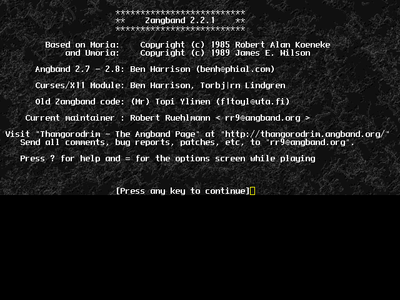 **************************
** Zangband 2.2.1 **
**************************
Based on Moria: Copyright (c) 1985 Robert Alan Koeneke
and Umoria: Copyright (c) 1989 James E. Wilson
Angband 2.7 - 2.8: Ben Harrison (benh@phial.com)
Curses/X11 Module: Ben Harrison, Torbj|rn Lindgren
Old Zangband code: (Mr) Topi Ylinen (f1toyl@uta.fi)
Current maintainer : Robert Ruehlmann < rr9@angband.org >
Visit "Thangorodrim - The Angband Page" at "http://thangorodrim.angband.org/"
Send all comments, bug reports, patches, etc, to "rr9@angband.org".
Press ? for help and = for the options screen while playing
[Press any key to continue]